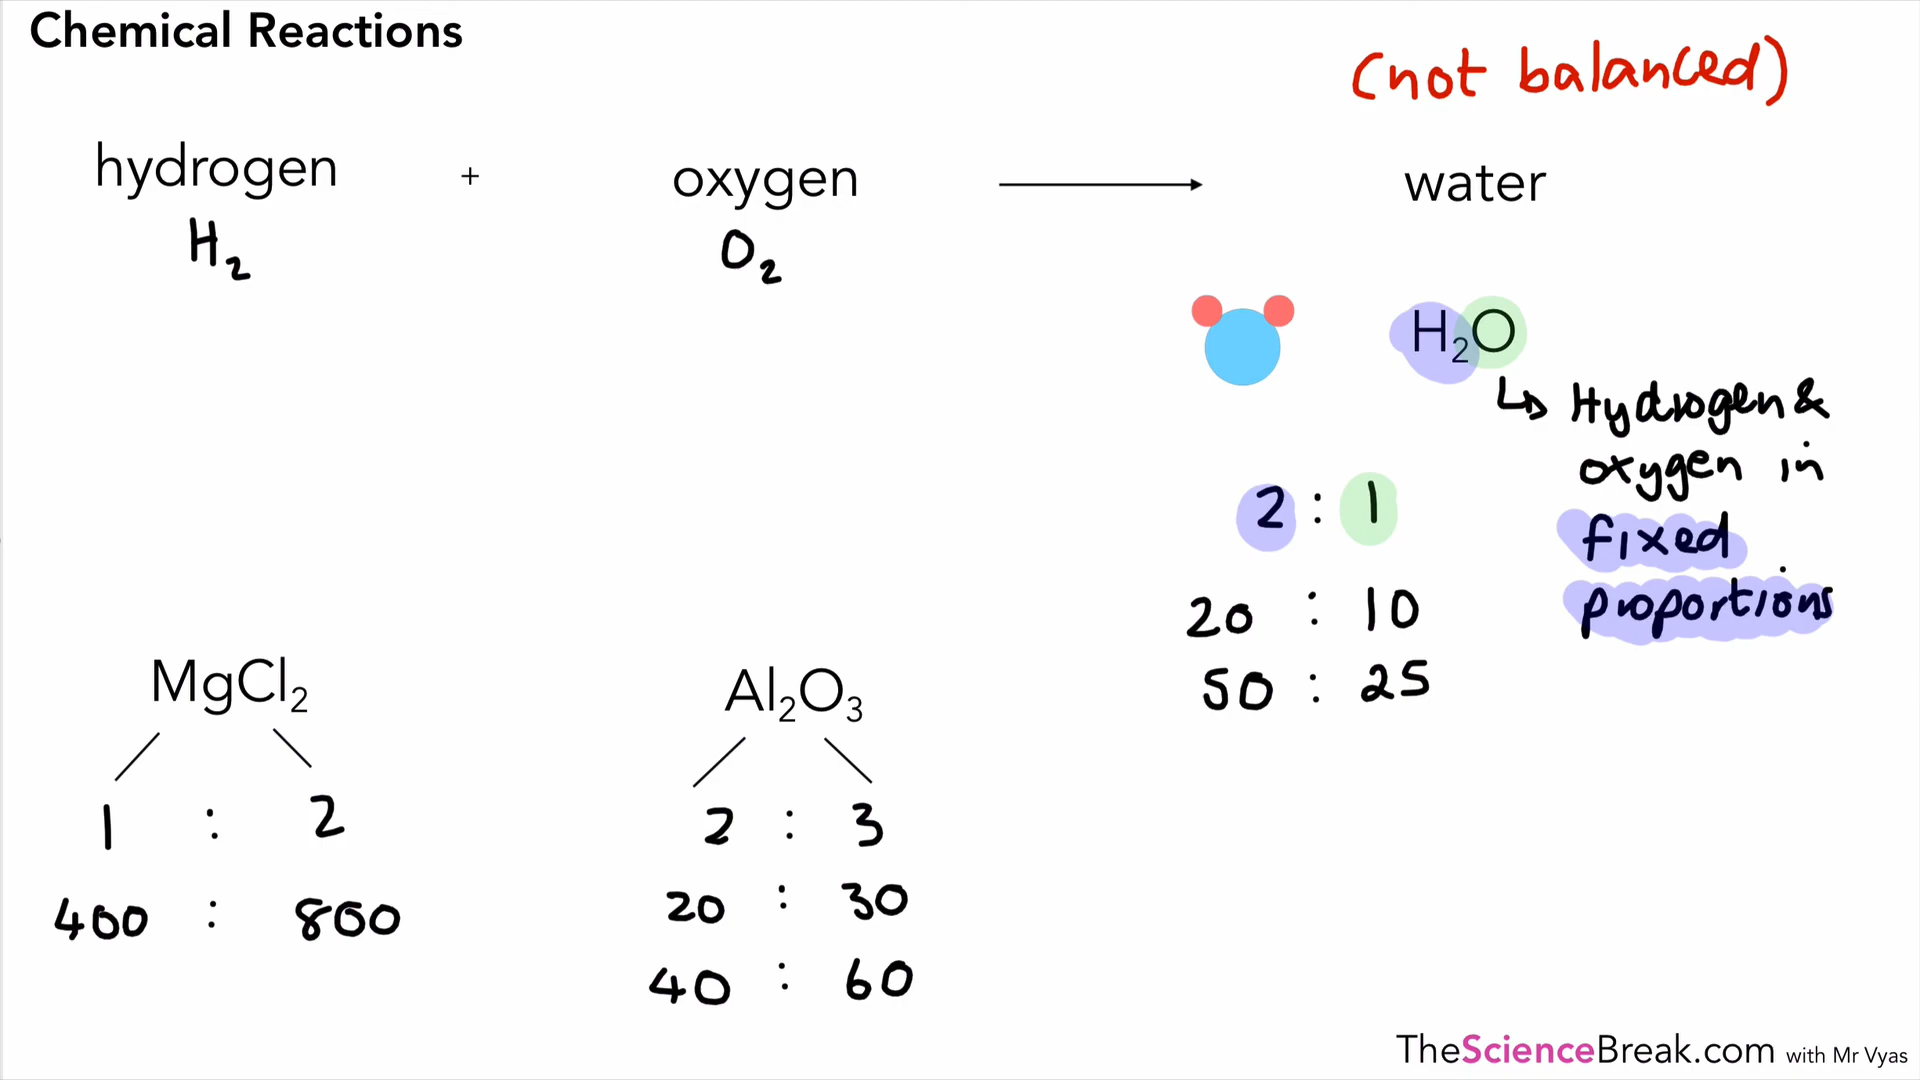 Chemical Reactions
(not balanced)
hydrogen + oxygen water
H₂ O₂
H₂O
↳ Hydrogen &
oxygen in
fixed
proportions
2 : 1
20 : 10
50 : 25
MgCl₂
1 : 2
400 : 800
Al₂O₃
2 : 3
20 : 30
40 : 60
TheScienceBreak.com with Mr Vyas